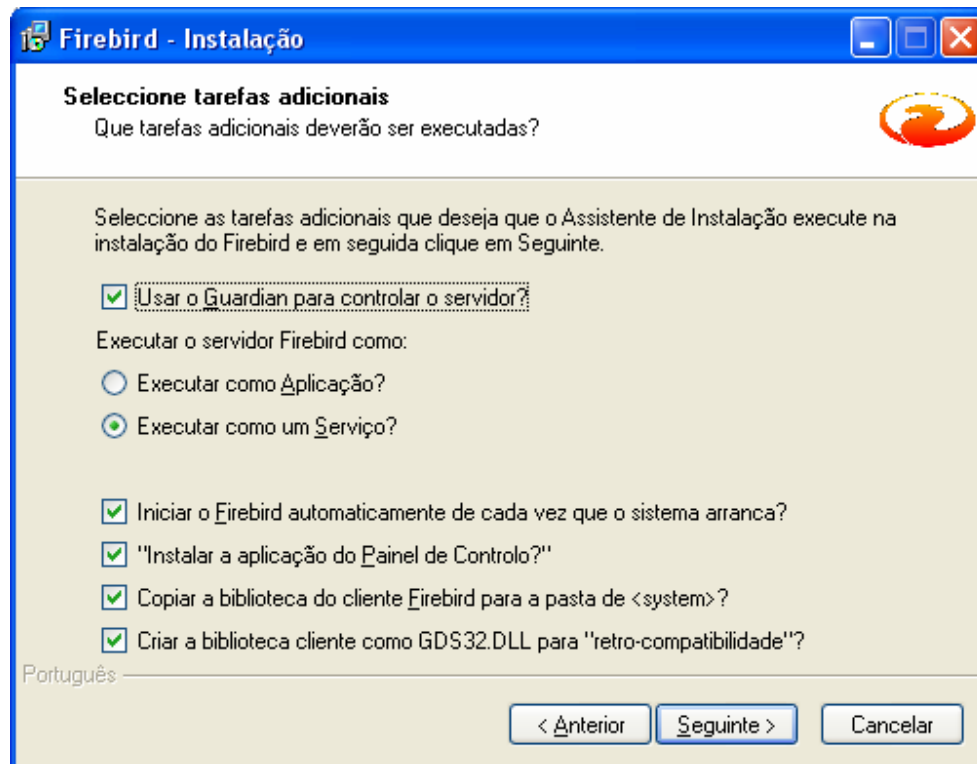 Firebird - Instalação
Seleccione tarefas adicionais
Que tarefas adicionais deverão ser executadas?
Seleccione as tarefas adicionais que deseja que o Assistente de Instalação execute na
instalação do Firebird e em seguida clique em Seguinte.
Usar o Guardian para controlar o servidor?
Executar o servidor Firebird como:
Executar como Aplicação?
Executar como um Serviço?
Iniciar o Firebird automaticamente de cada vez que o sistema arranca?
"Instalar a aplicação do Painel de Controlo?"
Copiar a biblioteca do cliente Firebird para a pasta de <system>?
Criar a biblioteca cliente como GDS32.DLL para "retro-compatibilidade"?
Português
< Anterior
Seguinte >
Cancelar